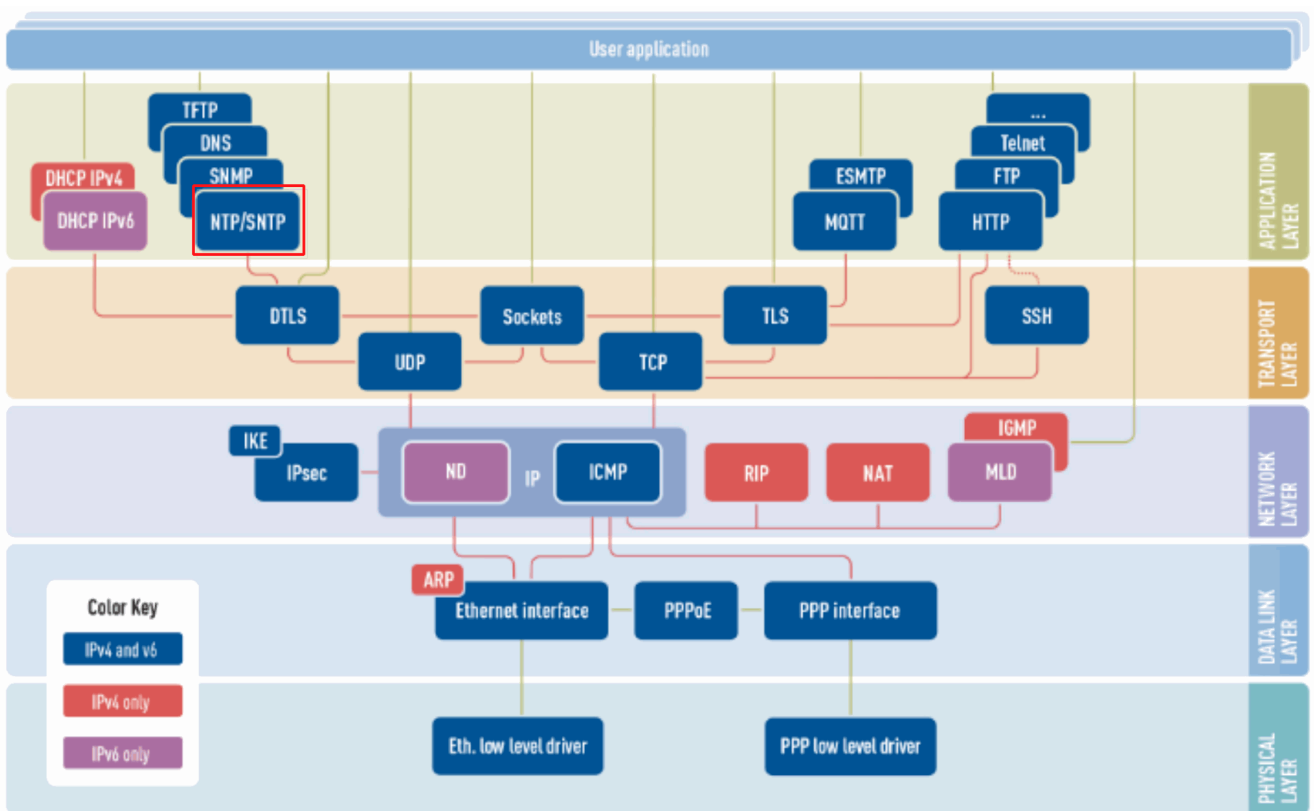 User application
TFTP
DNS
SNMP
NTP/SNTP
DHCP IPv4
DHCP IPv6
ESMTP
MQTT
...
Telnet
FTP
HTTP
APPLICATION
LAYER
DTLS
Sockets
TLS
SSH
UDP
TCP
TRANSPORT
LAYER
IKE
IPsec
ND
IP
ICMP
RIP
NAT
IGMP
MLD
NETWORK
LAYER
ARP
Ethernet interface
PPPoE
PPP interface
DATA LINK
LAYER
Color Key
IPv4 and v6
IPv4 only
IPv6 only
Eth. low level driver
PPP low level driver
PHYSICAL
LAYER